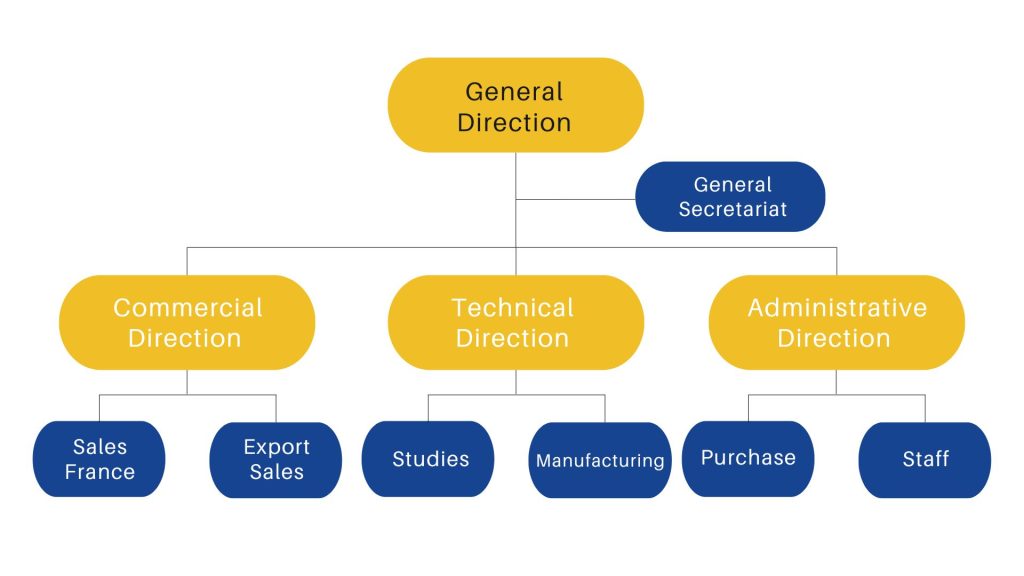 General
Direction
General
Secretariat
Commercial
Direction
Technical
Direction
Administrative
Direction
Sales
France
Export
Sales
Studies
Manufacturing
Purchase
Staff